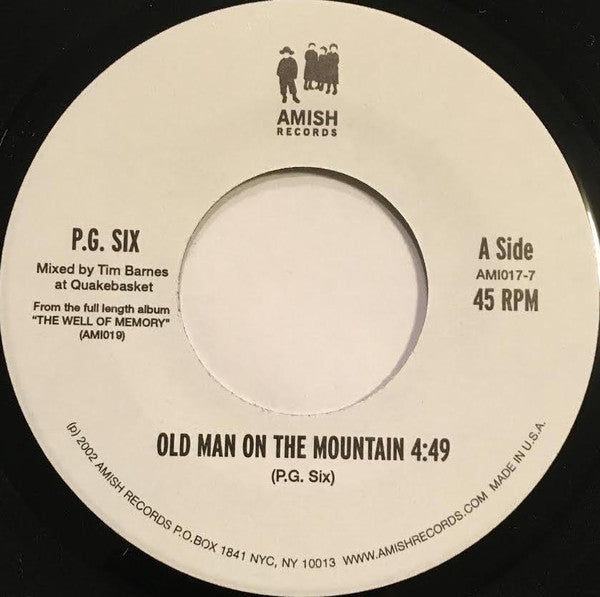 AMISH
RECORDS
P.G. SIX
Mixed by Tim Barnes
at Quakebasket
From the full length album
"THE WELL OF MEMORY"
(AMI019)
A Side
AMI017-7
45 RPM
OLD MAN ON THE MOUNTAIN 4:49
(P.G. Six)
(p) 2002 AMISH RECORDS P.O.BOX 1841 NYC, NY 10013 WWW.AMISHRECORDS.COM MADE IN U.S.A.